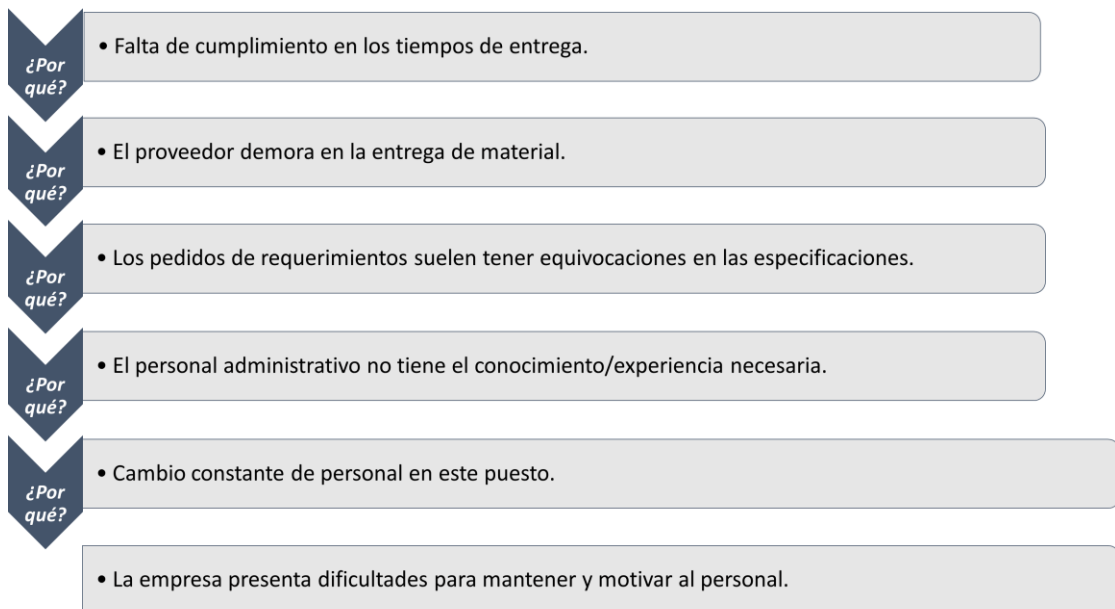 • Falta de cumplimiento en los tiempos de entrega.
¿Por
qué?
• El proveedor demora en la entrega de material.
¿Por
qué?
• Los pedidos de requerimientos suelen tener equivocaciones en las especificaciones.
¿Por
qué?
• El personal administrativo no tiene el conocimiento/experiencia necesaria.
¿Por
qué?
• Cambio constante de personal en este puesto.
¿Por
qué?
• La empresa presenta dificultades para mantener y motivar al personal.